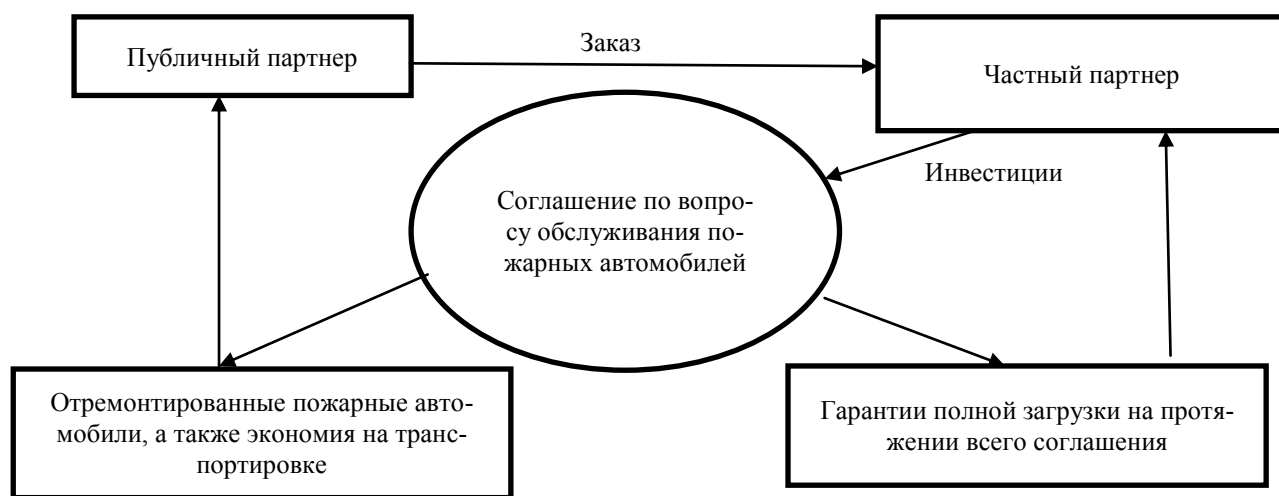 Заказ
Публичный партнер
Частный партнер
Инвестиции
Соглашение по вопро-
су обслуживания по-
жарных автомобилей
Отремонтированные пожарные авто-
мобили, а также экономия на транс-
портировке
Гарантии полной загрузки на протя-
жении всего соглашения